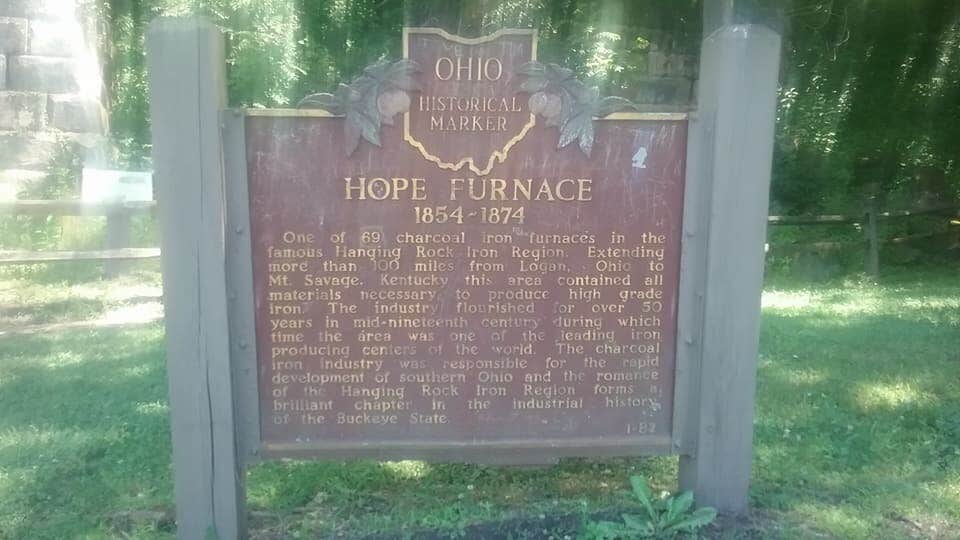 OHIO
HISTORICAL
MARKER
HOPE FURNACE
1854~1874
One of 69 charcoal iron furnaces in the
famous Hanging Rock Iron Region. Extending
more than 100 miles from Logan, Ohio to
Mt. Savage, Kentucky this area contained all
materials necessary to produce high grade
iron. The industry flourished for over 50
years in mid-nineteenth century during which
time the area was one of the leading iron
producing centers of the world. The charcoal
iron industry was responsible for the rapid
development of southern Ohio and the romance
of the Hanging Rock Iron Region forms a
brilliant chapter in the industrial history
of the Buckeye State.
1-82